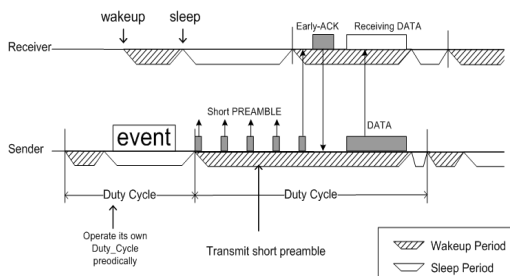 wakeup
sleep
Early-ACK
Receiving DATA
Receiver
Short PREAMBLE
event
DATA
Sender
Duty Cycle
Duty Cycle
Operate its own
Duty_Cycle
preodically
Transmit short preamble
Wakeup Period
Sleep Period